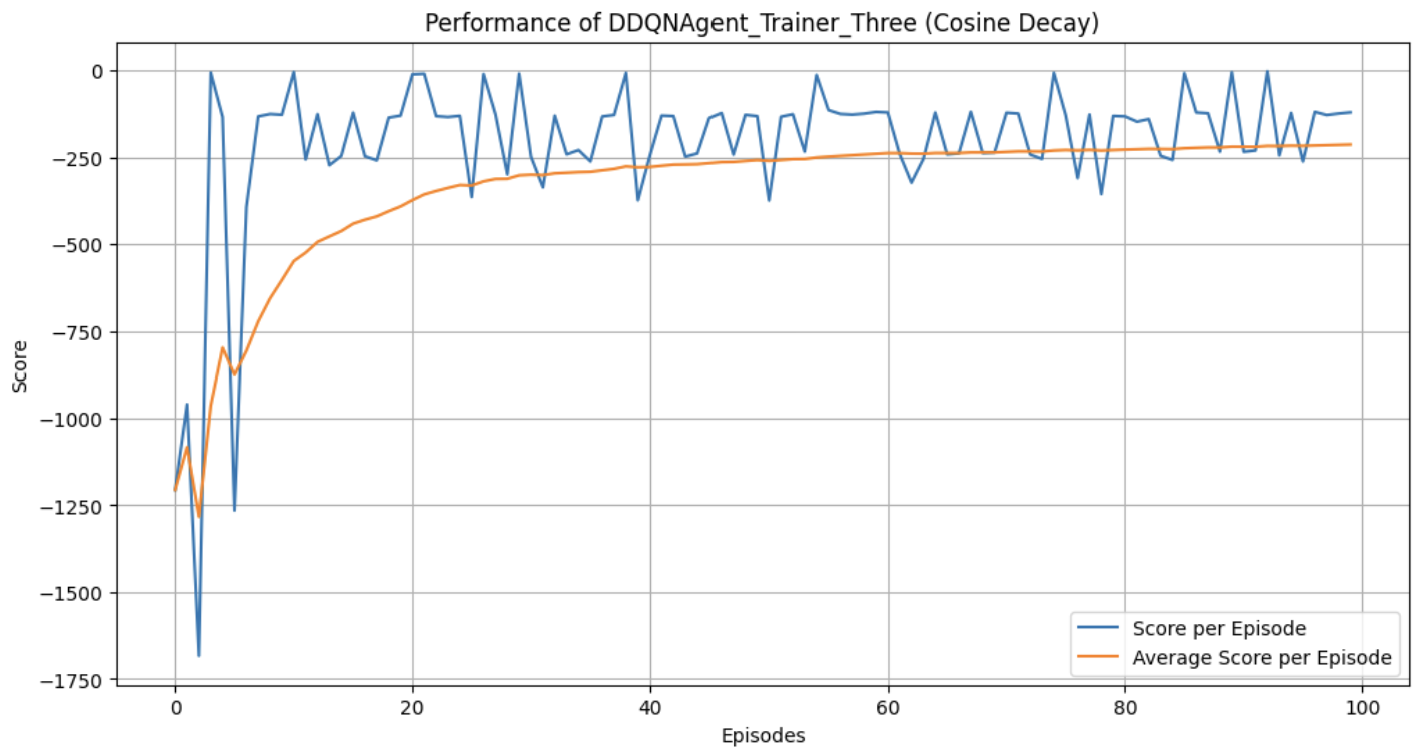 Performance of DDQNAgent_Trainer_Three (Cosine Decay)
Score
0
−250
−500
−750
−1000
−1250
−1500
−1750
Score per Episode
Average Score per Episode
0
20
40
60
80
100
Episodes